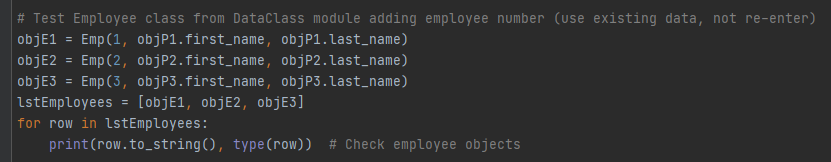 # Test Employee class from DataClass module adding employee number (use existing data, not re-enter)
objE1 = Emp(1, objP1.first_name, objP1.last_name)
objE2 = Emp(2, objP2.first_name, objP2.last_name)
objE3 = Emp(3, objP3.first_name, objP3.last_name)
lstEmployees = [objE1, objE2, objE3]
for row in lstEmployees:
    print(row.to_string(), type(row))  # Check employee objects